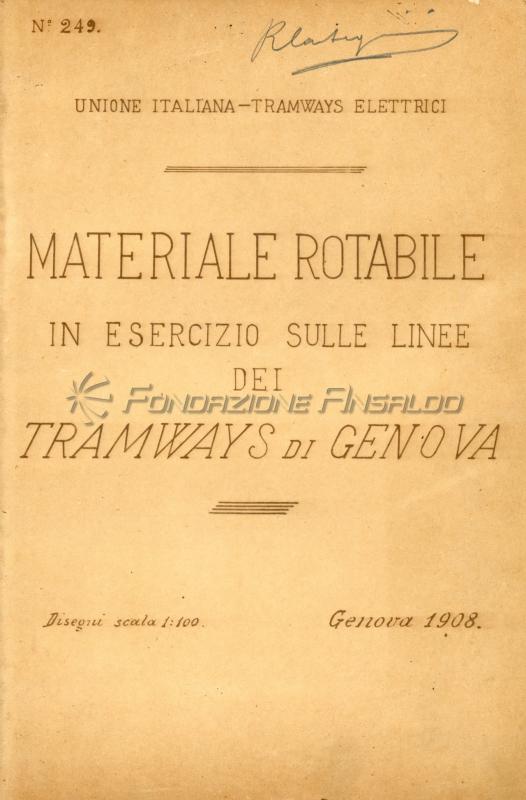 Nº 249.
UNIONE ITALIANA—TRAMWAYS ELETTRICI
MATERIALE ROTABILE
IN ESERCIZIO SULLE LINEE
DEI
FONDAZIONE ANSALDO
TRAMWAYS DI GENOVA
Disegni scala 1:100.
Genova 1908.